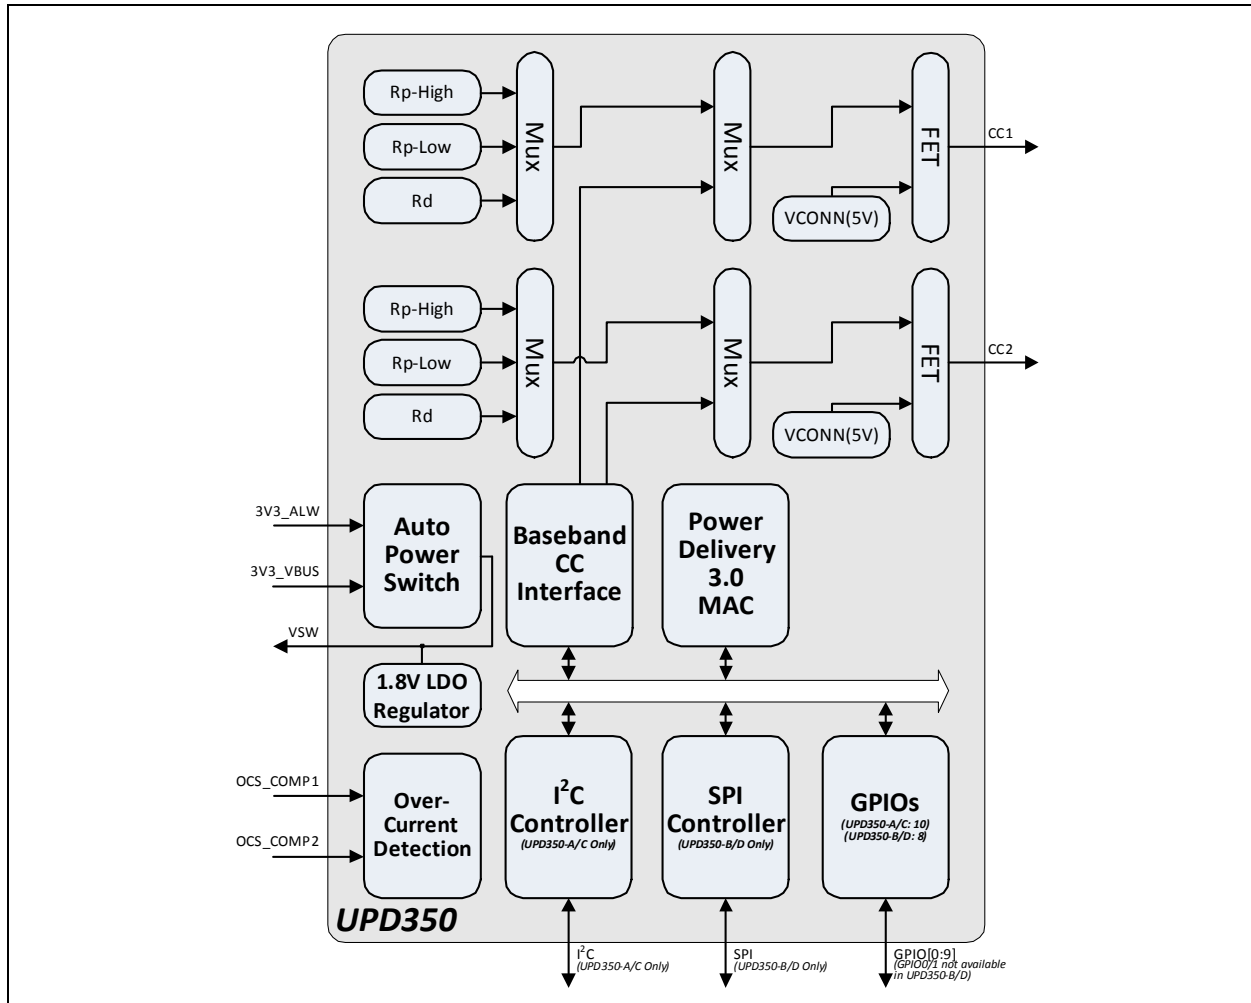 Rp-High
Rp-Low
Rd
Mux
Mux
VCONN(5V)
FET
CC1
Rp-High
Rp-Low
Rd
Mux
Mux
VCONN(5V)
FET
CC2
3V3_ALW
3V3_VBUS
VSW
Auto
Power
Switch
Baseband
CC
Interface
Power
Delivery
3.0
MAC
1.8V LDO
Regulator
OCS_COMP1
OCS_COMP2
Over-
Current
Detection
I²C
Controller
(UPD350-A/C Only)
SPI
Controller
(UPD350-B/D Only)
GPIOs
(UPD350-A/C: 10)
(UPD350-B/D: 8)
UPD350
I²C
(UPD350-A/C Only)
SPI
(UPD350-B/D Only)
GPIO[0:9]
(GPIO0/1 not available
in UPD350-B/D)